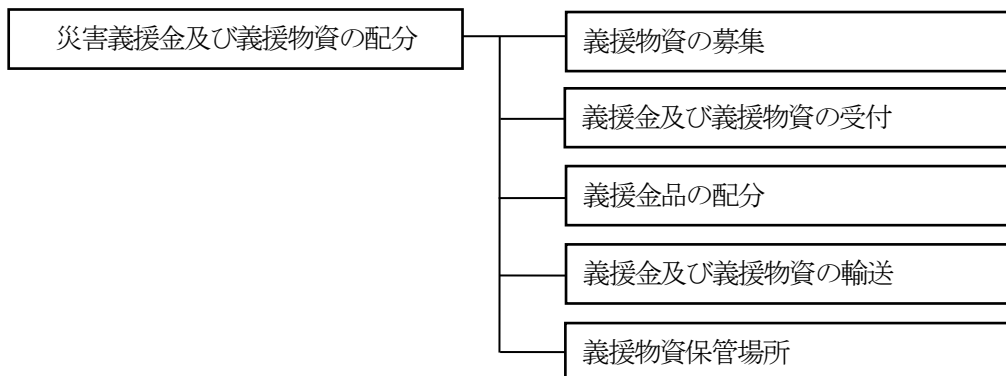 災害義援金及び義援物資の配分
義援物資の募集
義援金及び義援物資の受付
義援金品の配分
義援金及び義援物資の輸送
義援物資保管場所